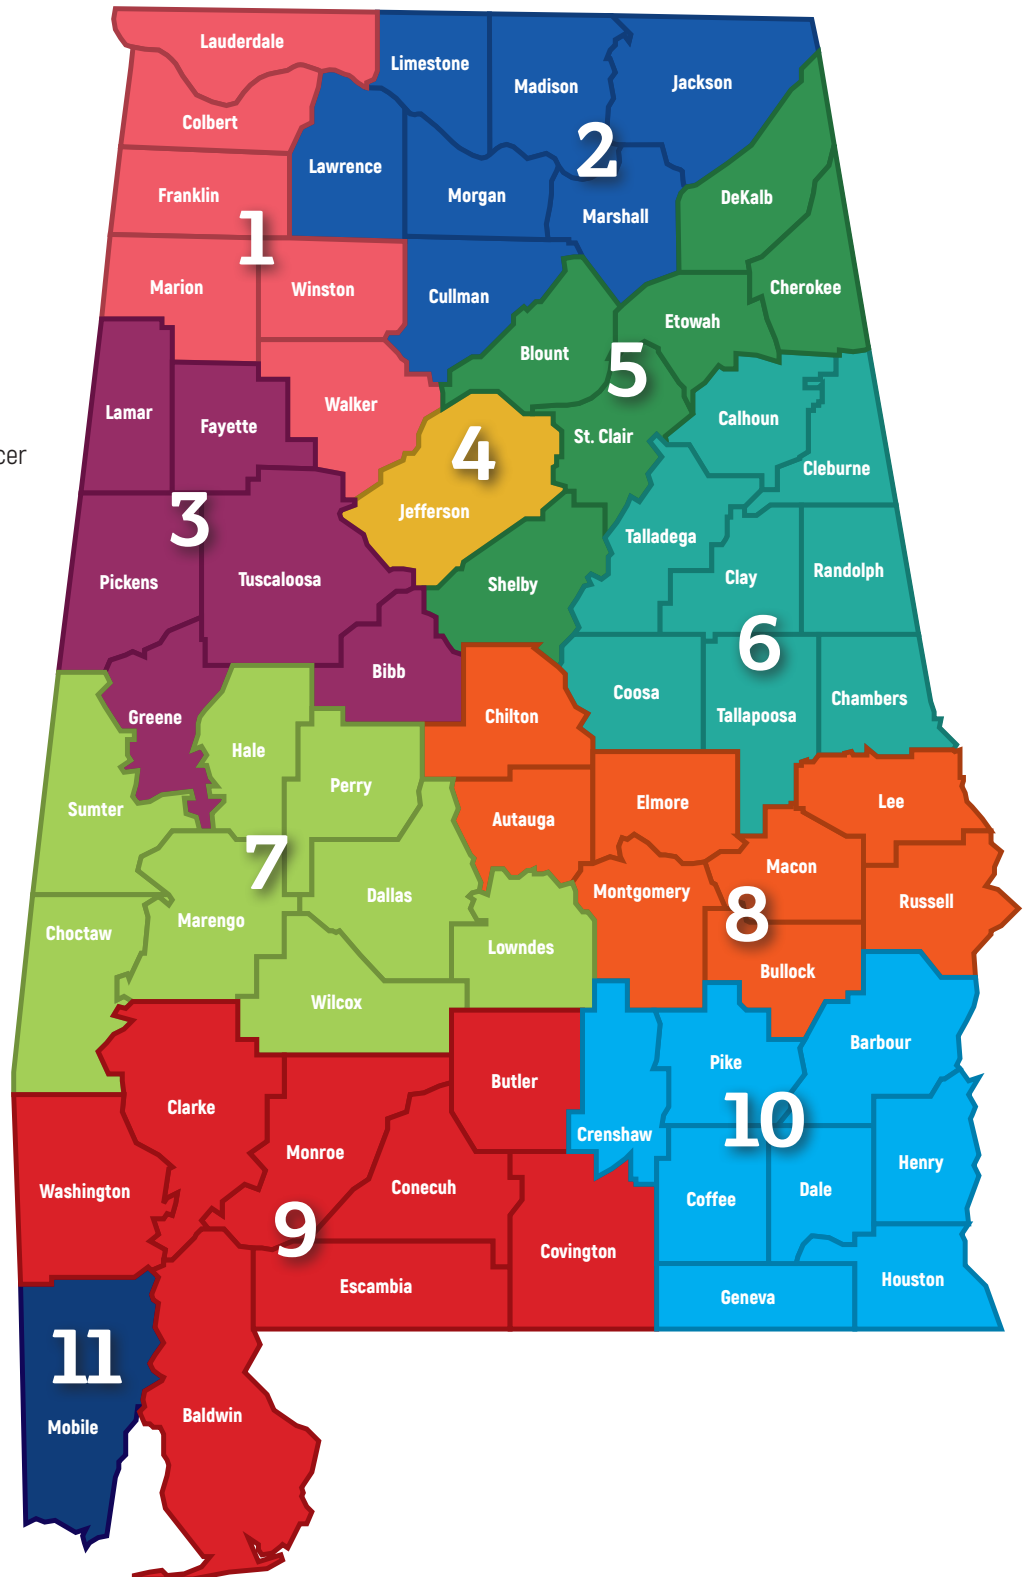 Lauderdale
Limestone
Madison
Jackson
Colbert
2
Lawrence
Franklin
Morgan
DeKalb
Marshall
1
Marion
Winston
Cullman
Cherokee
Etowah
Blount
5
Walker
Lamar
Fayette
Calhoun
St. Clair
4
cer
Cleburne
Jefferson
3
Talladega
Pickens
Tuscaloosa
Shelby
Clay
Randolph
6
Bibb
Coosa
Chambers
Greene
Chilton
Tallapoosa
Hale
Perry
Sumter
Elmore
Lee
Autauga
7
Macon
Dallas
Montgomery
Russell
8
Marengo
Choctaw
Lowndes
Bullock
Wilcox
Barbour
Pike
Butler
Clarke
10
Crenshaw
Monroe
Henry
Washington
Conecuh
Coffee
Dale
9
Covington
Escambia
Houston
Geneva
11
Mobile
Baldwin